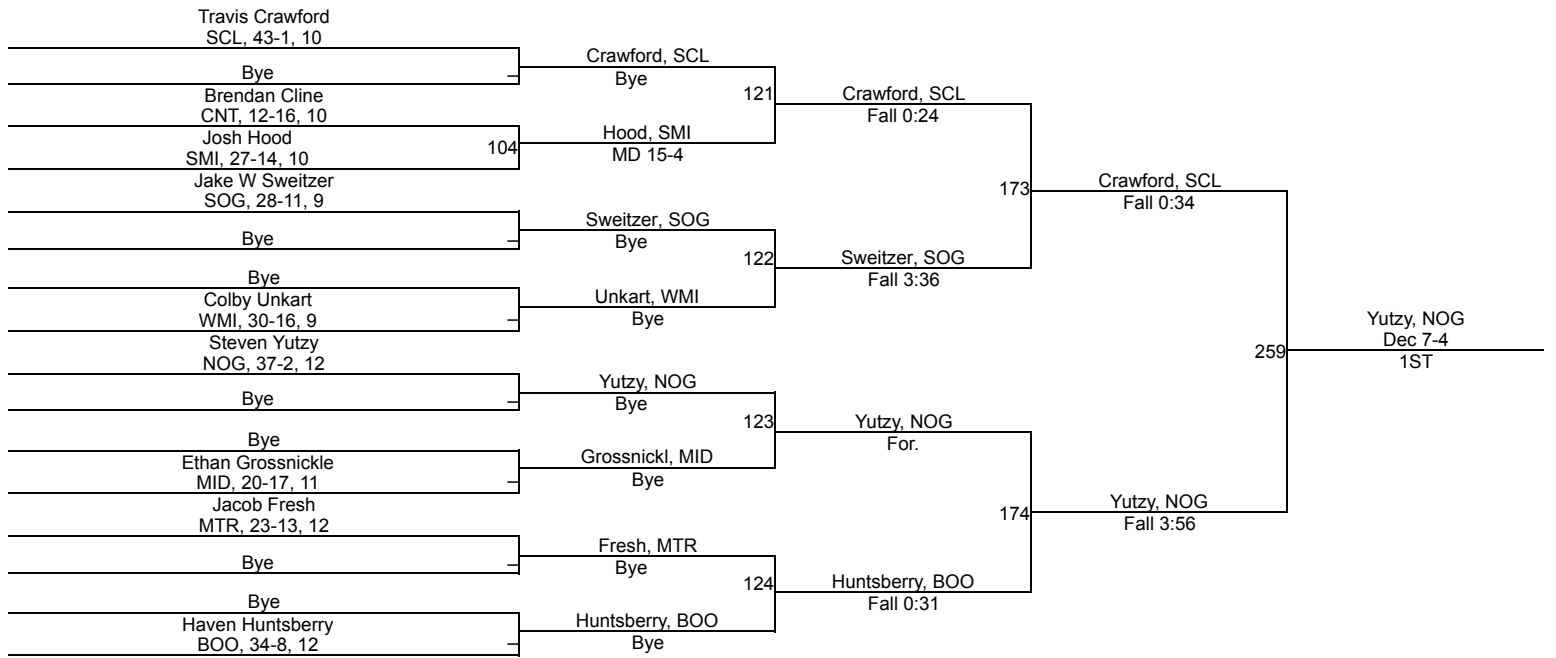 Travis Crawford
SCL, 43-1, 10
Bye
–
Brendan Cline
CNT, 12-16, 10
Josh Hood
SMI, 27-14, 10
104
Jake W Sweitzer
SOG, 28-11, 9
Bye
–
Bye
Colby Unkart
WMI, 30-16, 9
–
Steven Yutzy
NOG, 37-2, 12
Bye
–
Bye
Ethan Grossnickle
MID, 20-17, 11
–
Jacob Fresh
MTR, 23-13, 12
Bye
–
Bye
Haven Huntsberry
BOO, 34-8, 12
–
Crawford, SCL
Bye
121
Hood, SMI
MD 15-4
Sweitzer, SOG
Bye
122
Unkart, WMI
Bye
Yutzy, NOG
Bye
123
Grossnickl, MID
Bye
Fresh, MTR
Bye
124
Huntsberry, BOO
Bye
Crawford, SCL
Fall 0:24
173
Sweitzer, SOG
Fall 3:36
Yutzy, NOG
For.
174
Huntsberry, BOO
Fall 0:31
Crawford, SCL
Fall 0:34
259
Yutzy, NOG
Fall 3:56
Yutzy, NOG
Dec 7-4
1ST